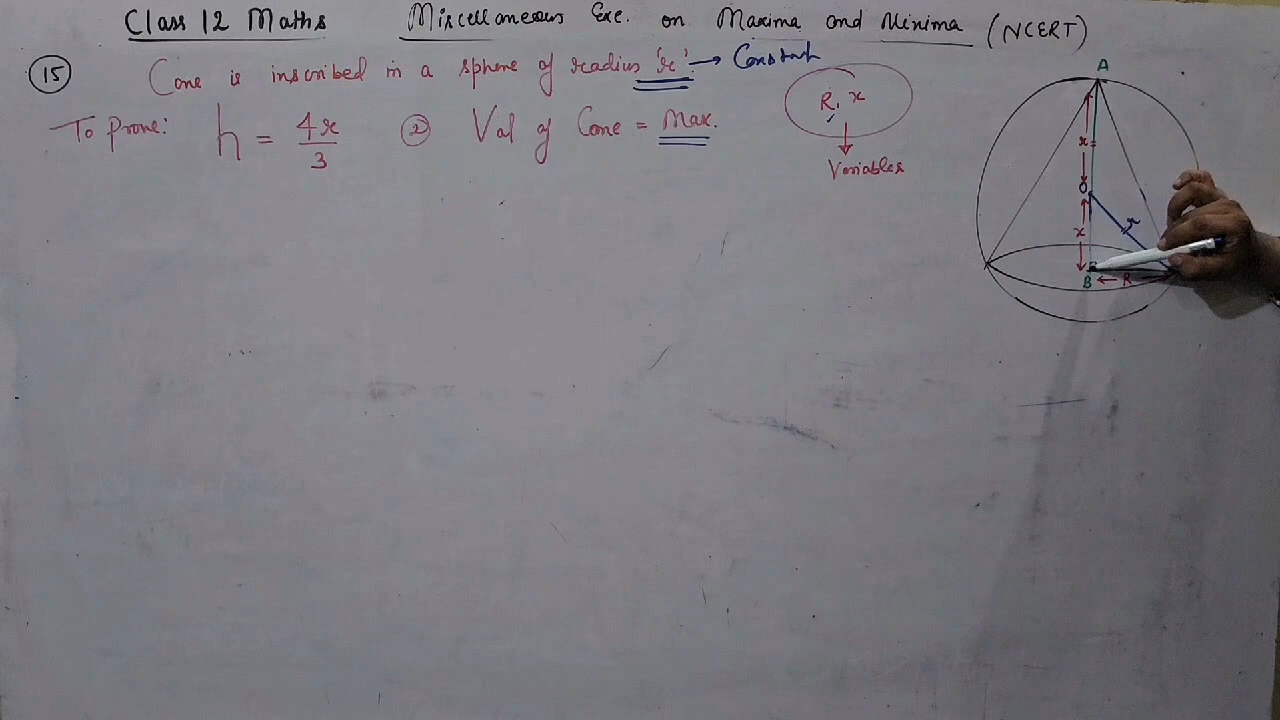 Class 12 Maths Miscellaneous Exe. on Maxima and Minima (NCERT)
15 Cone is inscribed in a sphere of radius 'r' → Constant
To prove: h = 4r/3 ② Vol of Cone = Max.
R, x
Variables
A
r
O
x
r
B R